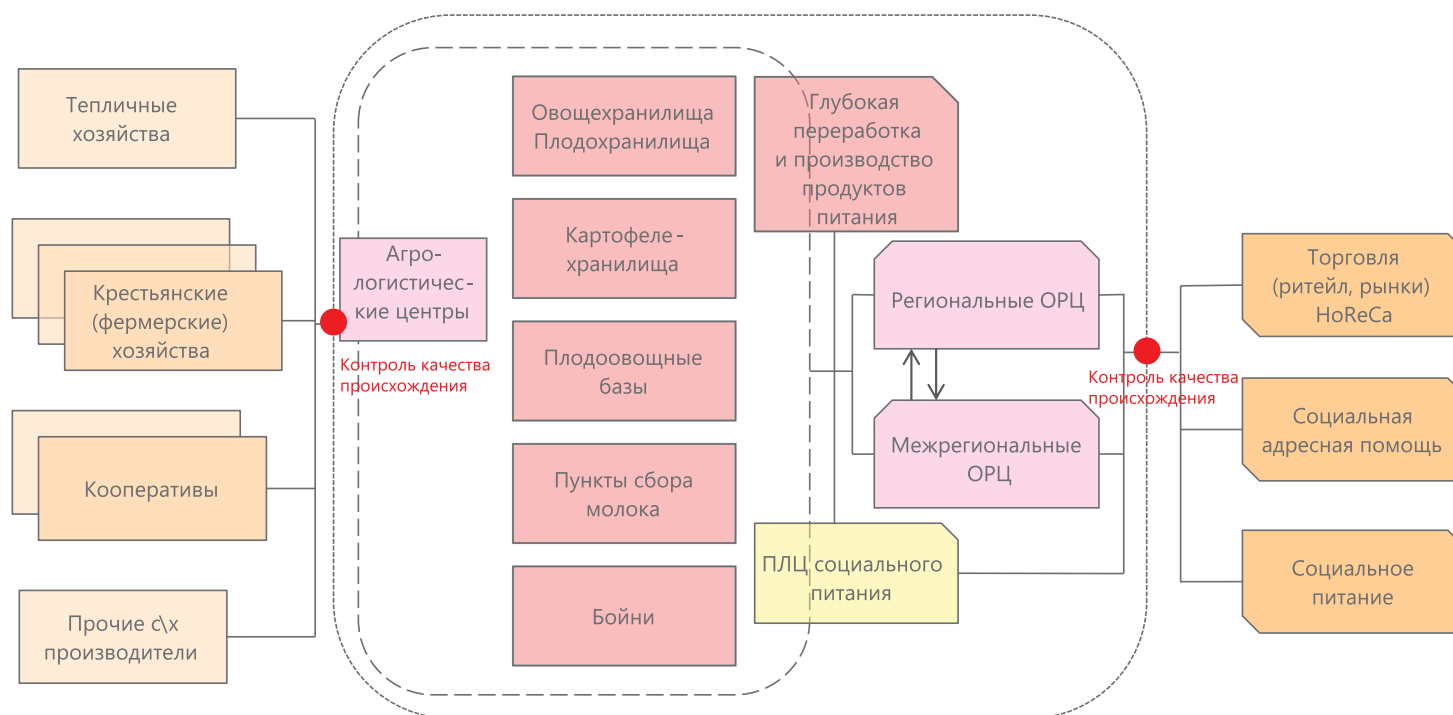 Тепличные
хозяйства
Крестьянские
(фермерские)
хозяйства
Кооперативы
Прочие с\х
производители
Агро-
логистичес-
кие центры
Контроль качества
происхождения
Овощехранилища
Плодохранилища
Картофеле-
хранилища
Плодоовощные
базы
Пункты сбора
молока
Бойни
Глубокая
переработка
и производство
продуктов
питания
Региональные ОРЦ
Межрегиональные
ОРЦ
ПЛЦ социального
питания
Контроль качества
происхождения
Торговля
(ритейл, рынки)
HoReCa
Социальная
адресная помощь
Социальное
питание